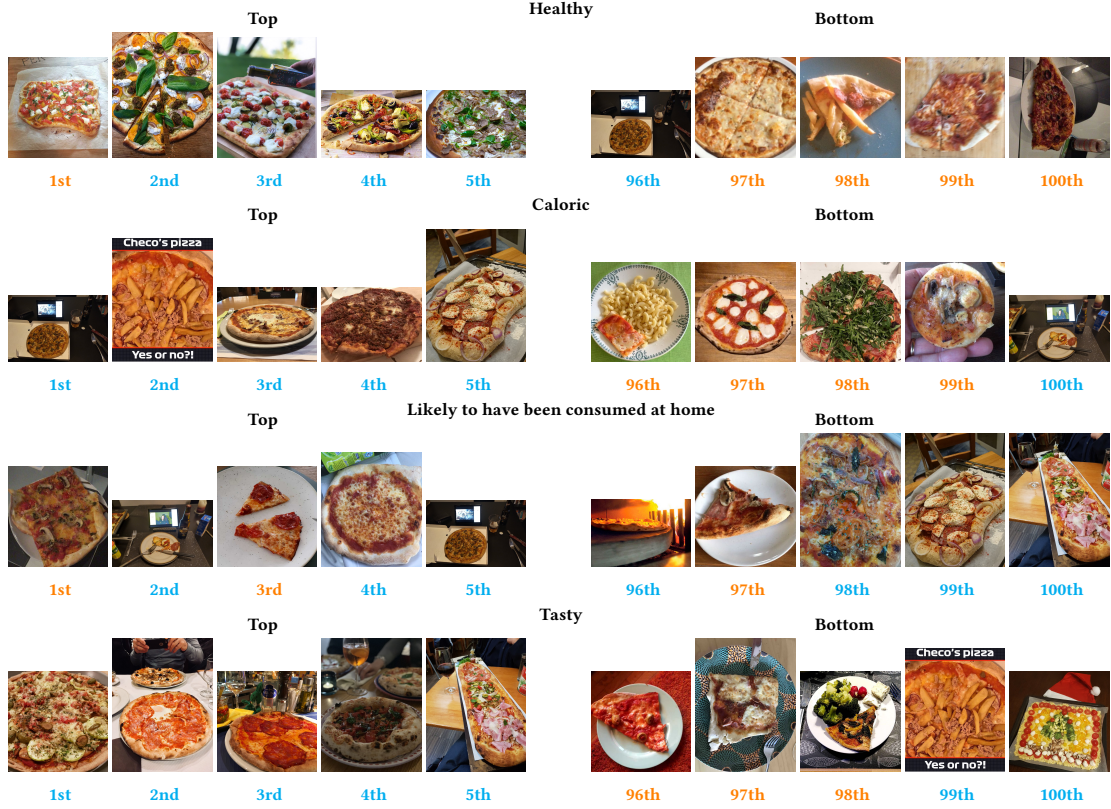 Healthy
Top Bottom
1st 2nd 3rd 4th 5th 96th 97th 98th 99th 100th
Caloric
Top Bottom
Checo's pizza
Yes or no?!
1st 2nd 3rd 4th 5th 96th 97th 98th 99th 100th
Likely to have been consumed at home
Top Bottom
1st 2nd 3rd 4th 5th 96th 97th 98th 99th 100th
Tasty
Top Bottom
Checo's pizza
Yes or no?!
1st 2nd 3rd 4th 5th 96th 97th 98th 99th 100th